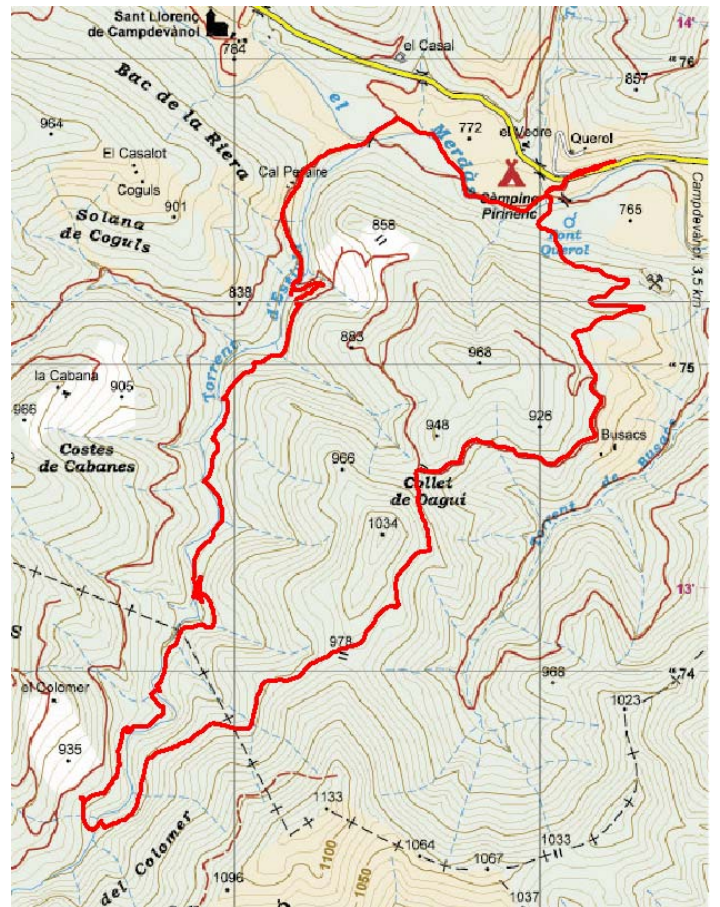 Sant Llorenç
de Campdevànol
784
14'
el Casal
76
857
Bac de la Riera
el Merdàs
964
772
el Vedre
Querol
El Casalot
Coguls
Cal Peraire
Càmping
Pirinenc
901
Solana
de Coguls
858
765
Font
Querol
Campdevànol, 3,5 km
838
Torrent d'Estiula
883
968
75
la Cabana
905
966
948
926
Busacs
Costes
de Cabanes
966
Collet
de Dagui
Torrent de Busacs
1034
13'
S
978
74
968
el Colomer
1023
935
1133
1033
1064
1067
1100
1050
del Colomer
1096
1037